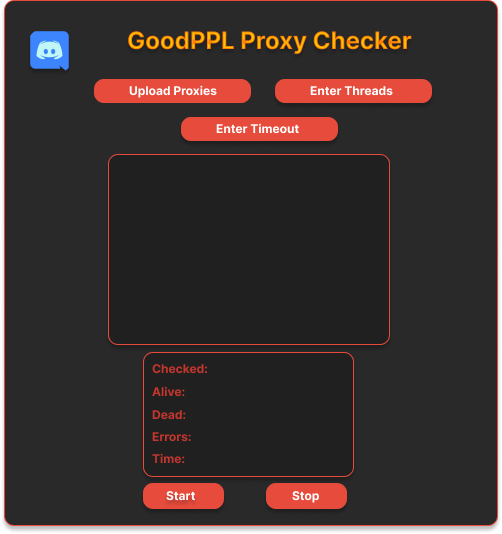 GoodPPL Proxy Checker
Upload Proxies
Enter Threads
Enter Timeout
Checked:
Alive:
Dead:
Errors:
Time:
Start
Stop